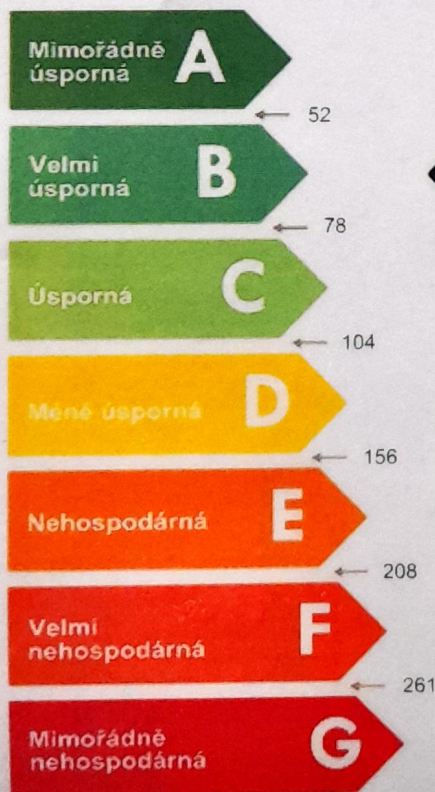 Mimořádně
úsporná
A
52
Velmi
úsporná
B
78
Úsporná
C
104
Méně úsporná
D
156
Nehospodárná
E
208
Velmi
nehospodárná
F
261
Mimořádně
nehospodárná
G